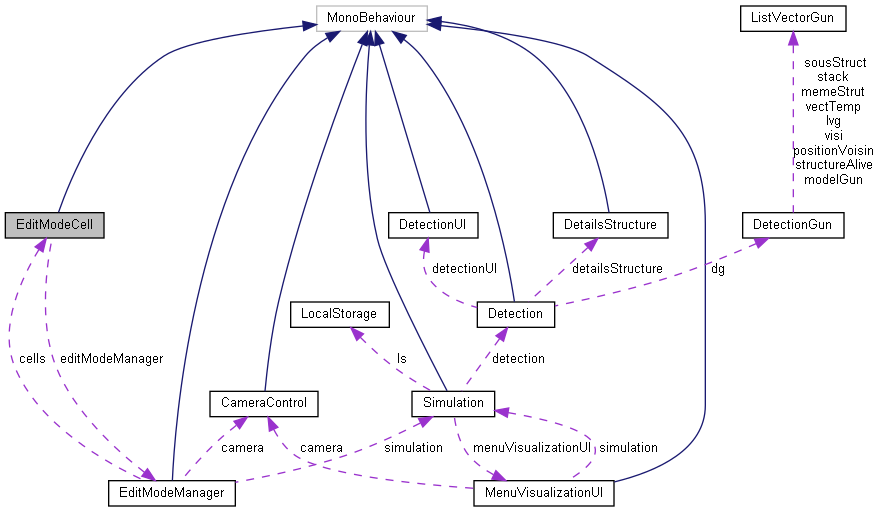 MonoBehaviour
ListVectorGun
sousStruct
stack
memeStrut
vectTemp
lvg
visi
positionVoisin
structureAlive
modelGun
EditModeCell
DetectionUI
DetailsStructure
DetectionGun
detectionUI
detailsStructure
dg
LocalStorage
Detection
cells
editModeManager
ls
detection
CameraControl
Simulation
camera
camera
simulation
menuVisualizationUI
simulation
EditModeManager
MenuVisualizationUI